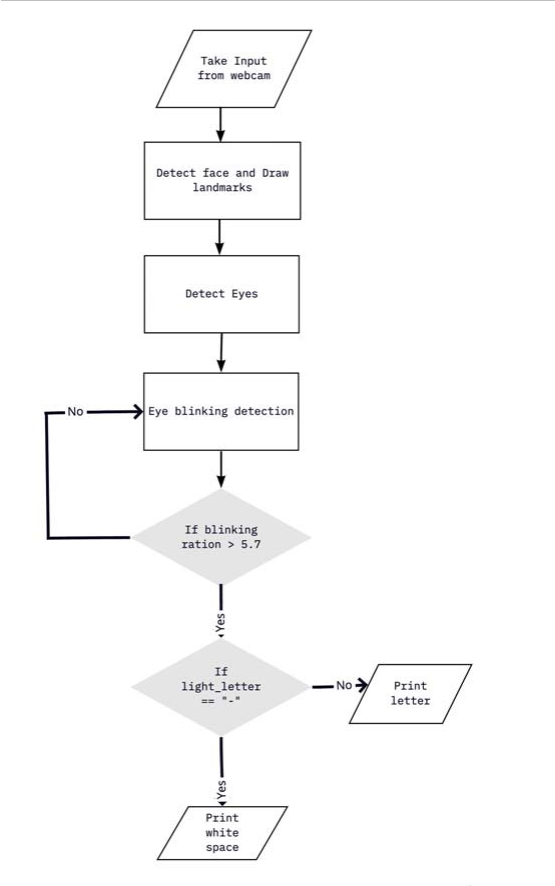 Take Input
from webcam
Detect face and Draw
landmarks
Detect Eyes
No
Eye blinking detection
If blinking
ration > 5.7
Yes
If
light_letter
== "-"
No
Print
letter
Yes
Print
white
space